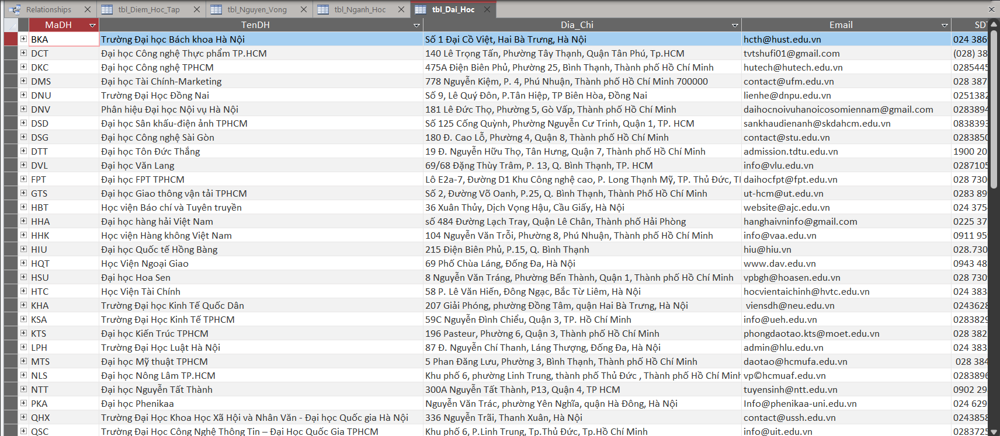 Relationships tbl_Diem_Hoc_Tap tbl_Nguyen_Vong tbl_Nganh_Hoc tbl_Dai_Hoc
MaDH TenDH Dia_Chi Email SDT
BKA Trường Đại học Bách khoa Hà Nội Số 1 Đại Cồ Việt, Hai Bà Trưng, Hà Nội hcth@hust.edu.vn 024 386
DCT Đại học Công nghệ Thực phẩm TP.HCM 140 Lê Trọng Tấn, Phường Tây Thạnh, Quận Tân Phú, Tp.HCM tvtshufi01@gmail.com (028) 38
DKC Đại học Công nghệ TPHCM 475A Điện Biên Phủ, Phường 25, Bình Thạnh, Thành phố Hồ Chí Minh hutech@hutech.edu.vn 0285445
DMS Đại học Tài Chính-Marketing 778 Nguyễn Kiệm, P. 4, Phú Nhuận, Thành phố Hồ Chí Minh 700000 contact@ufm.edu.vn 028 387
DNU Trường Đại Học Đồng Nai Số 9, Lê Quý Đôn, P.Tân Hiệp, TP Biên Hòa, Đồng Nai lienhe@dnpu.edu.vn 0251382
DNV Phân hiệu Đại học Nội vụ Hà Nội 181 Lê Đức Thọ, Phường 5, Gò Vấp, Thành phố Hồ Chí Minh daihocnoivuhanoicosomiennam@gmail.com 0283894
DSD Đại học Sân khấu-điện ảnh TPHCM Số 125 Cống Quỳnh, Phường Nguyễn Cư Trinh, Quận 1, TP. HCM sankhaudienanh@skdahcm.edu.vn 0838393
DSG Đại học Công nghệ Sài Gòn 180 Đ. Cao Lỗ, Phường 4, Quận 8, Thành phố Hồ Chí Minh contact@stu.edu.vn 0283850
DTT Đại học Tôn Đức Thắng 19 Đ. Nguyễn Hữu Thọ, Tân Hưng, Quận 7, Thành phố Hồ Chí Minh admission.tdtu.edu.vn 1900 20
DVL Đại học Văn Lang 69/68 Đặng Thùy Trâm, P. 13, Q. Bình Thạnh, TP. HCM info@vlu.edu.vn 0287105
FPT Đại học FPT TPHCM Lô E2a-7, Đường D1 Khu Công nghệ cao, P. Long Thạnh Mỹ, TP. Thủ Đức, daihocfpt@fpt.edu.vn 028 730
GTS Đại học Giao thông vận tải TPHCM Số 2, Đường Võ Oanh, P.25, Q. Bình Thạnh, Thành Phố Hồ Chí Minh ut-hcm@ut.edu.vn 0283 89
HBT Học viện Báo chí và Tuyên truyền 36 Xuân Thủy, Dịch Vọng Hậu, Cầu Giấy, Hà Nội website@ajc.edu.vn 024 375
HHA Đại học hàng hải Việt Nam số 484 Đường Lạch Tray, Quận Lê Chân, Thành phố Hải Phòng hanghaivninfo@gmail.com 0225 37
HHK Học viện Hàng không Việt Nam 104 Nguyễn Văn Trỗi, Phường 8, Phú Nhuận, Thành phố Hồ Chí Minh info@vaa.edu.vn 0911 95
HIU Đại học Quốc tế Hồng Bàng 215 Điện Biên Phủ, P.15, Q. Bình Thạnh hiu@hiu.vn 028.730
HQT Học Viện Ngoại Giao 69 Phố Chùa Láng, Đống Đa, Hà Nội www.dav.edu.vn 0943 48
HSU Đại học Hoa Sen 8 Nguyễn Văn Tráng, Phường Bến Thành, Quận 1, Thành phố Hồ Chí Minh vpbgh@hoasen.edu.vn 028 730
HTC Học Viện Tài Chính 58 P. Lê Văn Hiến, Đông Ngạc, Bắc Từ Liêm, Hà Nội hocvientaichinh@hvtc.edu.vn 024 383
KHA Trường Đại học Kinh Tế Quốc Dân 207 Giải Phóng, phường Đồng Tâm, quận Hai Bà Trưng, Hà Nội viensdh@neu.edu.vn 0243628
KSA Trường Đại Học Kinh Tế TPHCM 59C Nguyễn Đình Chiểu, Quận 3, TP. Hồ Chí Minh info@ueh.edu.vn 0283829
KTS Đại học Kiến Trúc TPHCM 196 Pasteur, Phường 6, Quận 3, Thành phố Hồ Chí Minh phongdaotao.kts@moet.edu.vn 028 382
LPH Trường Đại Học Luật Hà Nội 87 Đ. Nguyễn Chí Thanh, Láng Thượng, Đống Đa, Hà Nội admin@hlu.edu.vn 024 383
MTS Đại học Mỹ thuật TPHCM 5 Phan Đăng Lưu, Phường 3, Bình Thạnh, Thành phố Hồ Chí Minh daotao@hcmufa.edu.vn 028 384
NLS Đại học Nông Lâm TP.HCM Khu phố 6, phường Linh Trung, thành phố Thủ Đức , Thành phố Hồ Chí Minh vp©hcmuaf.edu.vn 0283896
NTT Đại học Nguyễn Tất Thành 300A Nguyễn Tất Thành, P13, Quận 4, TP HCM tuyensinh@ntt.edu.vn 0902 29
PKA Đại học Phenikaa Nguyễn Văn Trác, phường Yên Nghĩa, quận Hà Đông, Hà Nội Info@phenikaa-uni.edu.vn 024 629
QHX Trường Đại Học Khoa Học Xã Hội và Nhân Văn - Đại học Quốc gia Hà Nội 336 Nguyễn Trãi, Thanh Xuân, Hà Nội contact@ussh.edu.vn 0243858
QSC Trường Đại Học Công Nghệ Thông Tin – Đại Học Quốc Gia TPHCM Khu phố 6, P.Linh Trung, Tp.Thủ Đức, Tp.Hồ Chí Minh info@uit.edu.vn 0283725